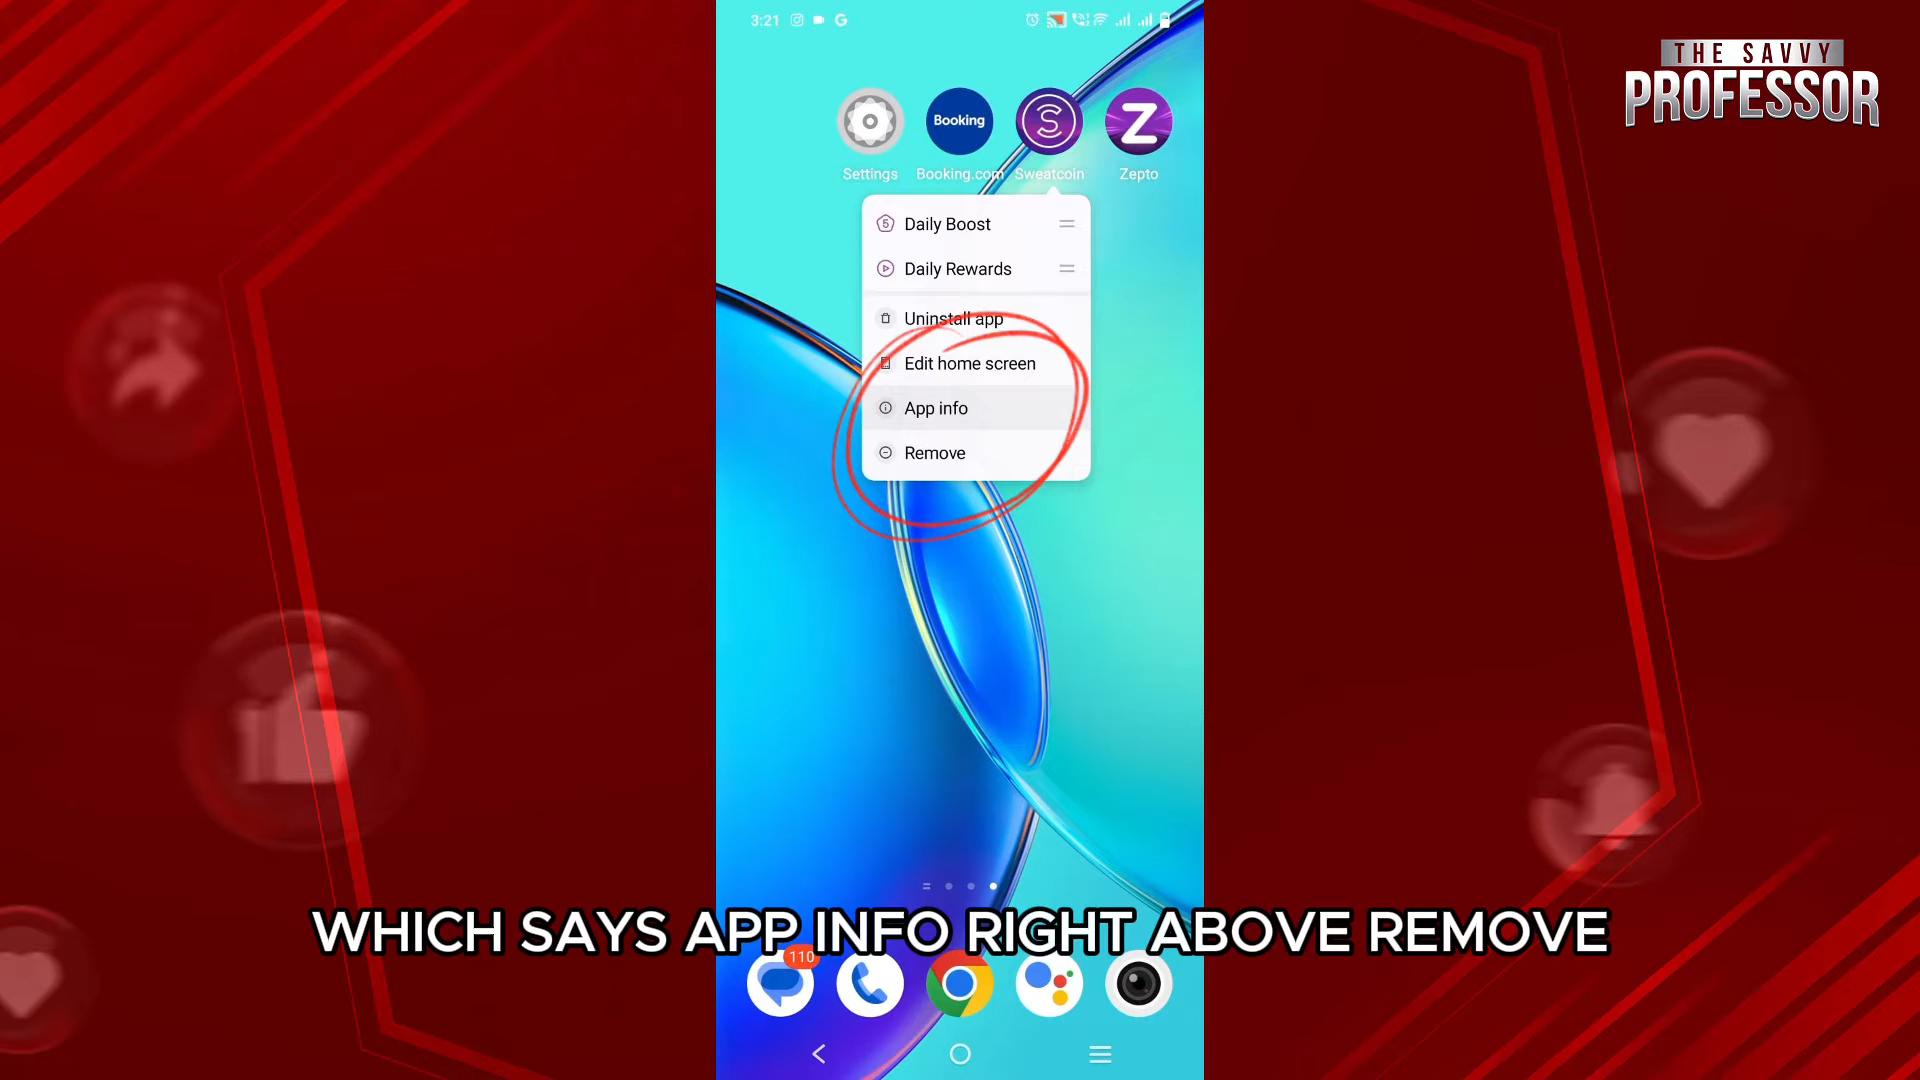 3:21
THE SAVVY
PROFESSOR
Booking
S
Z
Settings
Booking.com
Sweatcoin
Zepto
5
Daily Boost
Daily Rewards
Uninstall app
Edit home screen
App info
Remove
WHICH SAYS APP INFO RIGHT ABOVE REMOVE
110